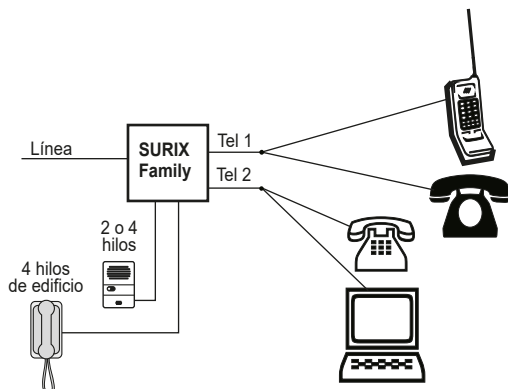 Línea
SURIX
Family
Tel 1
Tel 2
2 o 4
hilos
4 hilos
de edificio